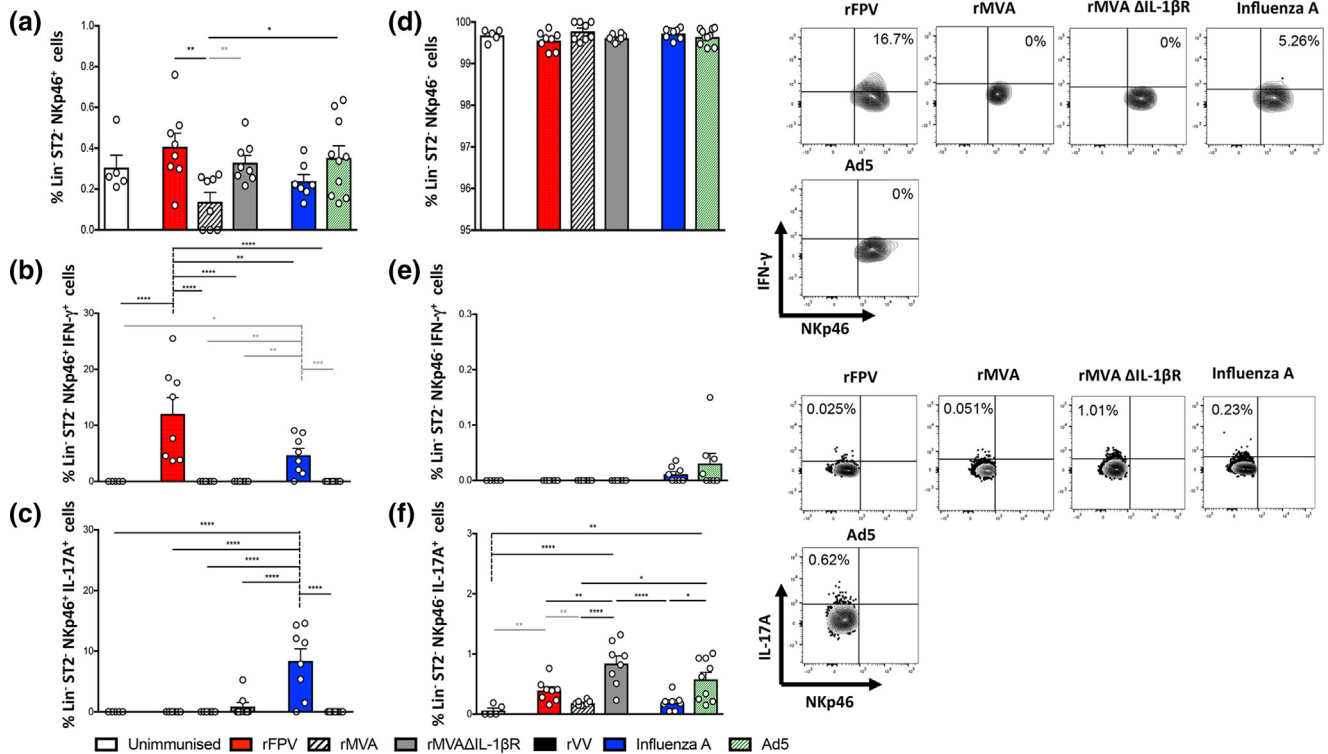 (a)
% Lin⁻ ST2⁻ NKp46⁺ cells
1.0
0.8
0.6
0.4
0.2
0.0
** ** *
(b)
% Lin⁻ ST2⁻ NKp46⁺ IFN-γ⁺ cells
30
20
10
0
****
**
****
****
****
*
**
**
***
(c)
% Lin⁻ ST2⁻ NKp46⁺ IL-17A⁺ cells
30
20
10
0
****
****
****
****
****
(d)
% Lin⁻ ST2⁻ NKp46⁻ cells
100
99
98
97
96
95
(e)
% Lin⁻ ST2⁻ NKp46⁻ IFN-γ⁺ cells
0.3
0.2
0.1
0.0
(f)
% Lin⁻ ST2⁻ NKp46⁻ IL-17A⁺ cells
3
2
1
0
**
****
*
** **** *
** ****
**
Unimmunised rFPV rMVA rMVAΔIL-1βR rVV Influenza A Ad5
rFPV rMVA rMVA ΔIL-1βR Influenza A
16.7% 0% 0% 5.26%
Ad5
0%
IFN-γ
NKp46
rFPV rMVA rMVA ΔIL-1βR Influenza A
0.025% 0.051% 1.01% 0.23%
Ad5
0.62%
IL-17A
NKp46